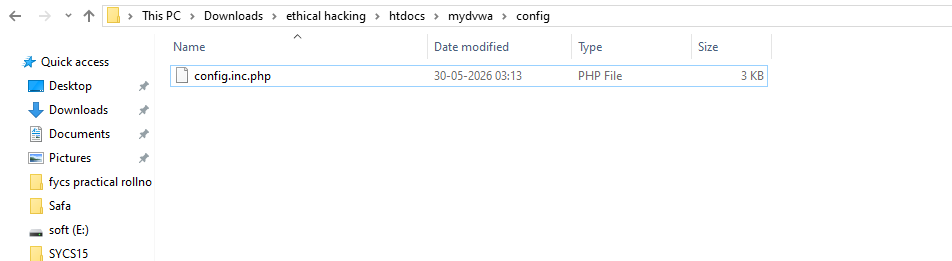 This PC > Downloads > ethical hacking > htdocs > mydvwa > config
Name Date modified Type Size
Quick access
config.inc.php 30-05-2026 03:13 PHP File 3 KB
Desktop
Downloads
Documents
Pictures
fycs practical rollno
Safa
soft (E:)
SYCS15